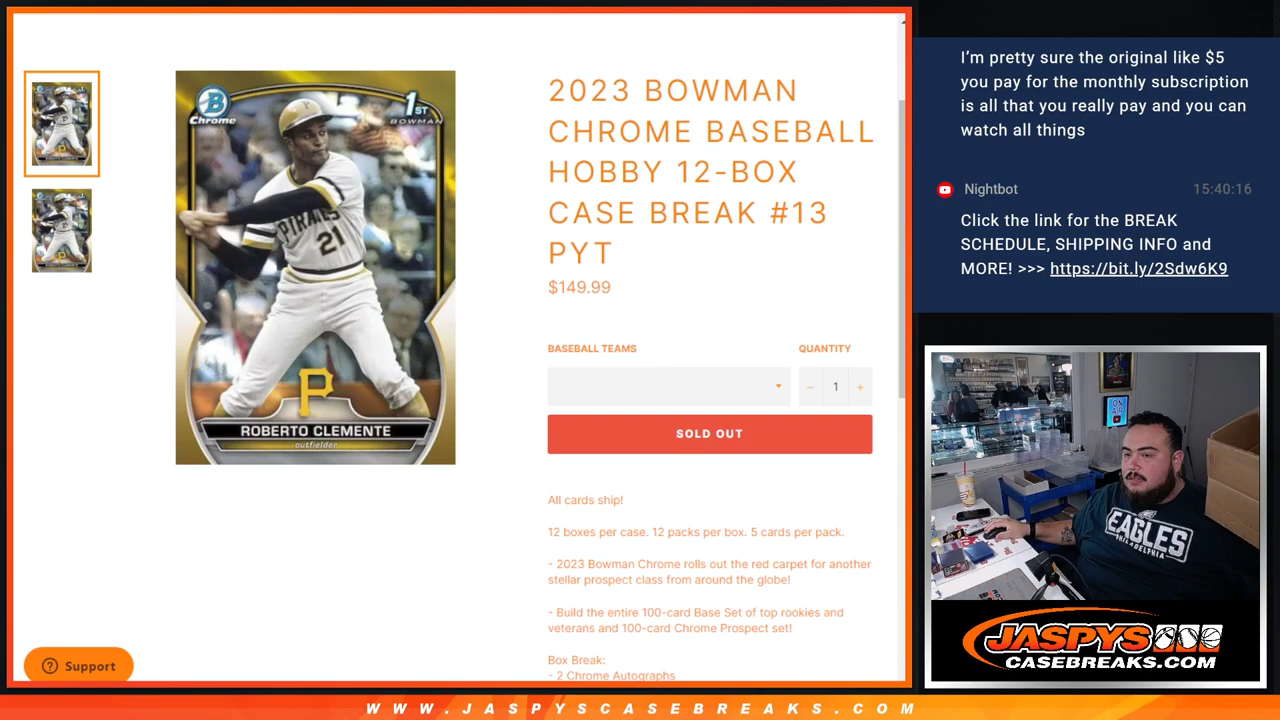 B
Chrome
1ST
BOWMAN
PIRATES
21
P
ROBERTO CLEMENTE
outfielder
2023 BOWMAN
CHROME BASEBALL
HOBBY 12-BOX
CASE BREAK #13
PYT
$149.99
BASEBALL TEAMS
QUANTITY
− 1 +
SOLD OUT
All cards ship!
12 boxes per case. 12 packs per box. 5 cards per pack.
- 2023 Bowman Chrome rolls out the red carpet for another
stellar prospect class from around the globe!
- Build the entire 100-card Base Set of top rookies and
veterans and 100-card Chrome Prospect set!
Box Break:
- 2 Chrome Autographs
Support
I’m pretty sure the original like $5
you pay for the monthly subscription
is all that you really pay and you can
watch all things
Nightbot 15:40:16
Click the link for the BREAK
SCHEDULE, SHIPPING INFO and
MORE! >>> https://bit.ly/2Sdw6K9
ON
AIR
EAGLES
PHILADELPHIA
JASPYS
CASEBREAKS.COM
WWW.JASPYSCASEBREAKS.COM